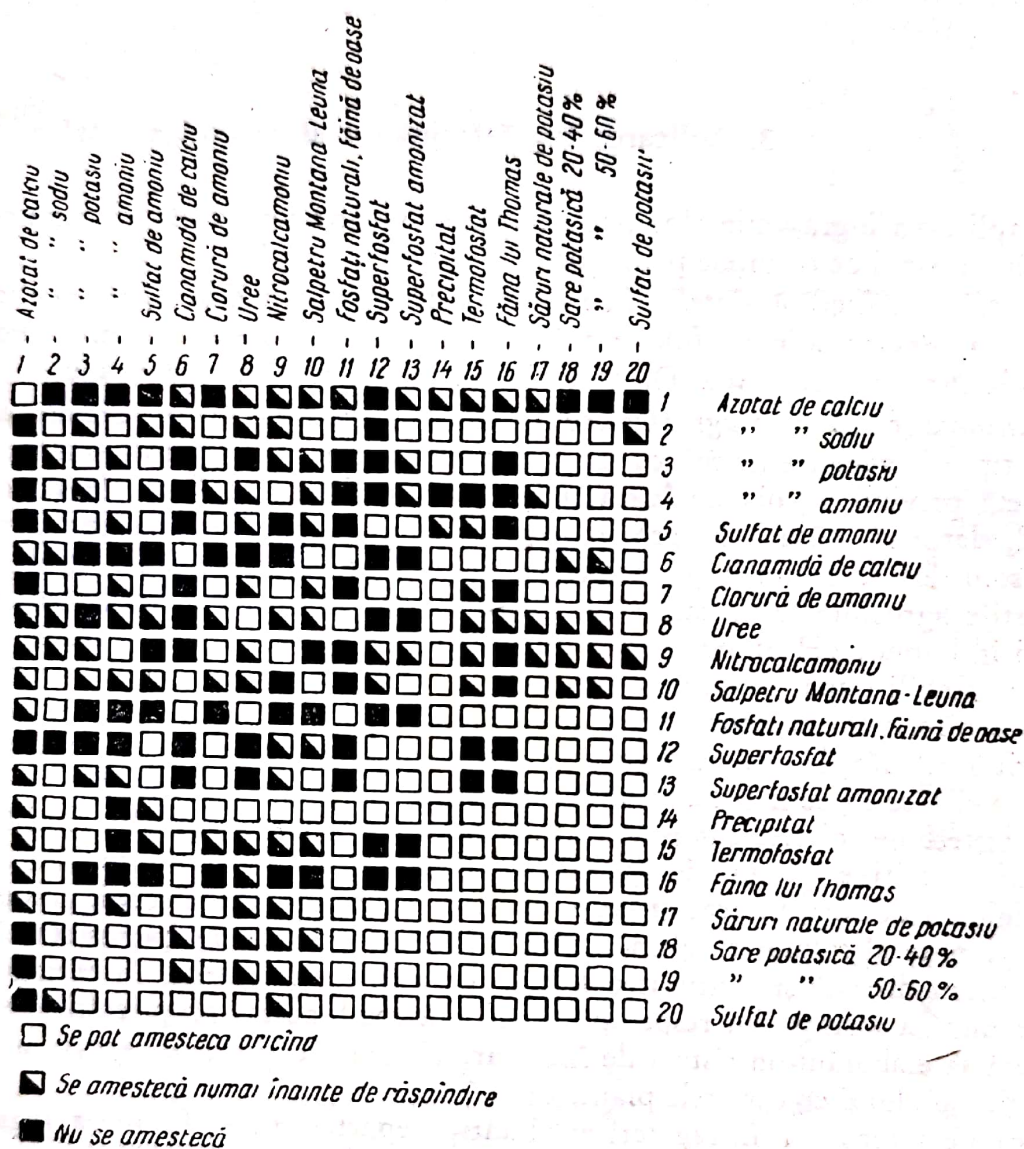 Azotat de calciu
" " sodiu
" " potasiu
" " amoniu
Sulfat de amoniu
Cianamidă de calciu
Clorură de amoniu
Uree
Nitrocalcamoniu
Salpetru Montana-Leuna
Fosfați naturali, făină de oase
Superfosfat
Superfosfat amonizat
Precipitat
Termofosfat
Făina lui Thomas
Săruri naturale de potasiu
Sare potasică 20-40%
" " 50-60%
Sulfat de potasiu
1 2 3 4 5 6 7 8 9 10 11 12 13 14 15 16 17 18 19 20
1 Azotat de calciu
2 " " sodiu
3 " " potasiu
4 " " amoniu
5 Sulfat de amoniu
6 Cianamidă de calciu
7 Clorură de amoniu
8 Uree
9 Nitrocalcamoniu
10 Salpetru Montana-Leuna
11 Fosfați naturali, făină de oase
12 Superfosfat
13 Superfosfat amonizat
14 Precipitat
15 Termofosfat
16 Făina lui Thomas
17 Săruri naturale de potasiu
18 Sare potasică 20-40%
19 " " 50-60%
20 Sulfat de potasiu
Se pot amesteca oricînd
Se amestecă numai înainte de răspîndire
Nu se amestecă